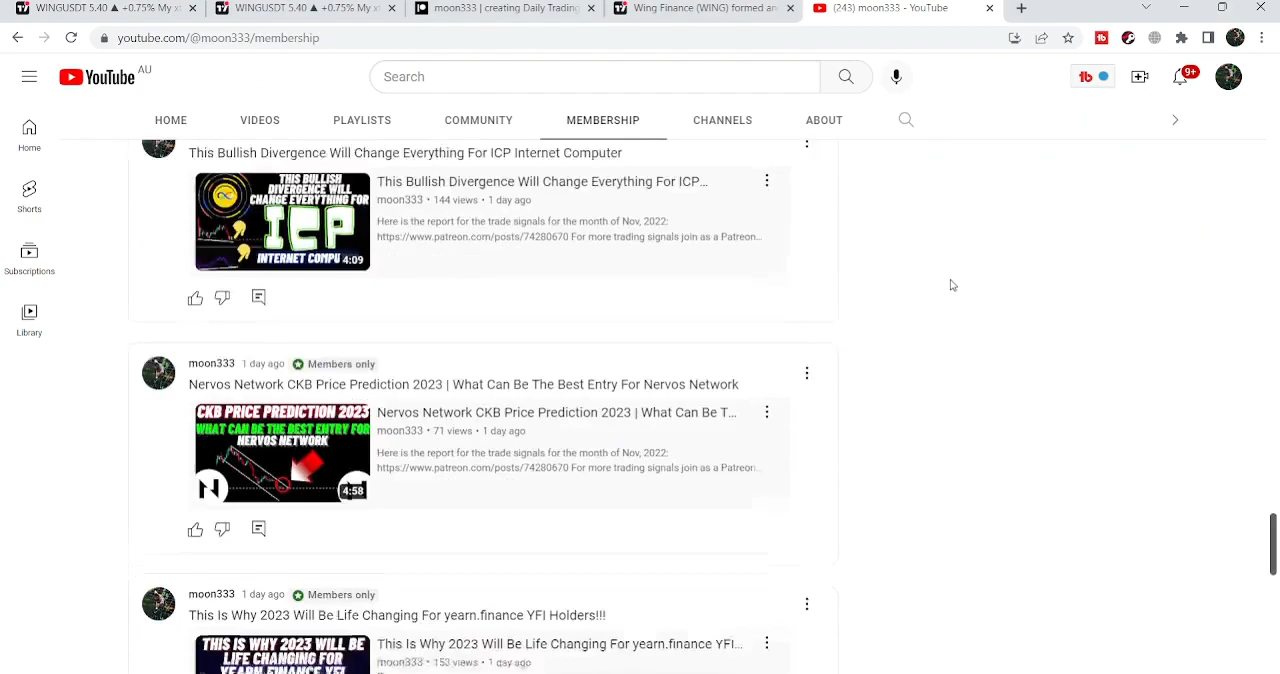 WINGUSDT 5.40 ▲ +0.75% My xt
WINGUSDT 5.40 ▲ +0.75% My xt
moon333 | creating Daily Trading
Wing Finance (WING) formed an
(243) moon333 - YouTube
youtube.com/@moon333/membership
YouTube AU
Search
9+
HOME
VIDEOS
PLAYLISTS
COMMUNITY
MEMBERSHIP
CHANNELS
ABOUT
Home
Shorts
Subscriptions
Library
This Bullish Divergence Will Change Everything For ICP Internet Computer
THIS BULLISH
DIVERGENCE WILL
CHANGE EVERYTHING FOR
ICP
INTERNET COMPU
4:09
This Bullish Divergence Will Change Everything For ICP...
moon333 • 144 views • 1 day ago
Here is the report for the trade signals for the month of Nov, 2022:
https://www.patreon.com/posts/74280670 For more trading signals join as a Patreon...
moon333 1 day ago Members only
Nervos Network CKB Price Prediction 2023 | What Can Be The Best Entry For Nervos Network
CKB PRICE PREDICTION 2023
WHAT CAN BE THE BEST ENTRY FOR
NERVOS NETWORK
4:58
Nervos Network CKB Price Prediction 2023 | What Can Be T...
moon333 • 71 views • 1 day ago
Here is the report for the trade signals for the month of Nov, 2022:
https://www.patreon.com/posts/74280670 For more trading signals join as a Patreon...
moon333 1 day ago Members only
This Is Why 2023 Will Be Life Changing For yearn.finance YFI Holders!!!
THIS IS WHY 2023 WILL BE
LIFE CHANGING FOR
YEARN.FINANCE YFI
This Is Why 2023 Will Be Life Changing For yearn.finance YFI...
moon333 • 153 views • 1 day ago